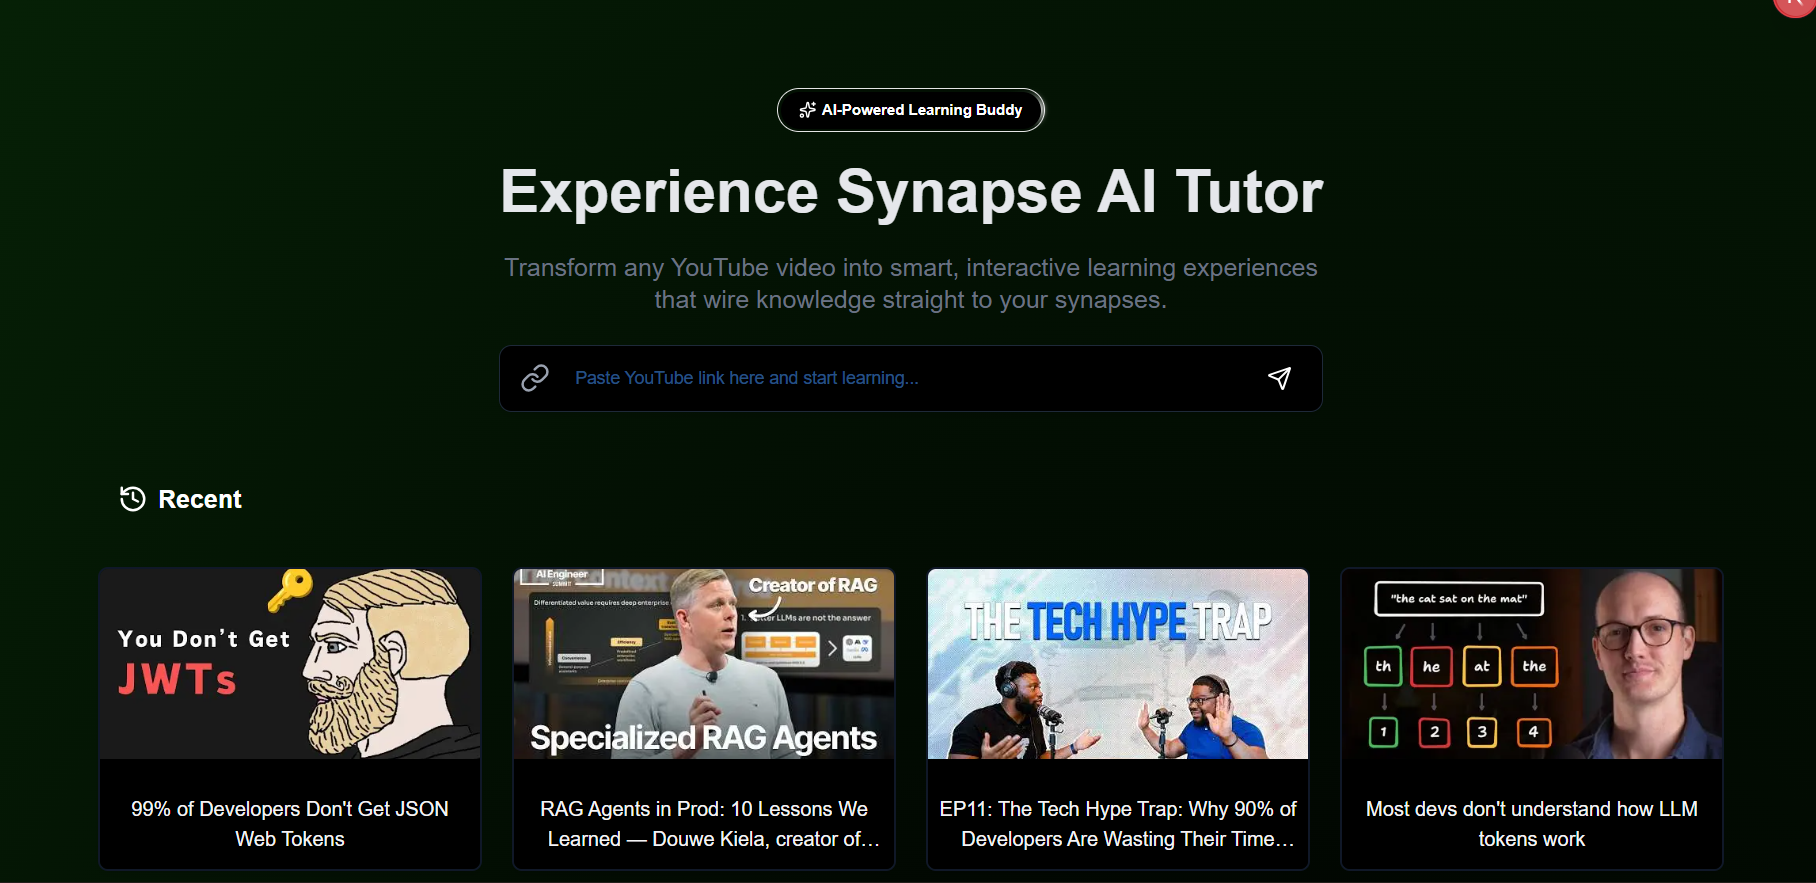 AI-Powered Learning Buddy
Experience Synapse AI Tutor
Transform any YouTube video into smart, interactive learning experiences
that wire knowledge straight to your synapses.
Paste YouTube link here and start learning...
Recent
You Don't Get
JWTs
99% of Developers Don't Get JSON
Web Tokens
AI Engineer
SUMMIT
Creator of RAG
Differentiated value requires deep enterprise
LLMs are not the answer
Specialized RAG Agents
RAG Agents in Prod: 10 Lessons We
Learned — Douwe Kiela, creator of…
THE TECH HYPE TRAP
EP11: The Tech Hype Trap: Why 90% of
Developers Are Wasting Their Time…
"the cat sat on the mat"
th he at the
1 2 3 4
Most devs don't understand how LLM
tokens work